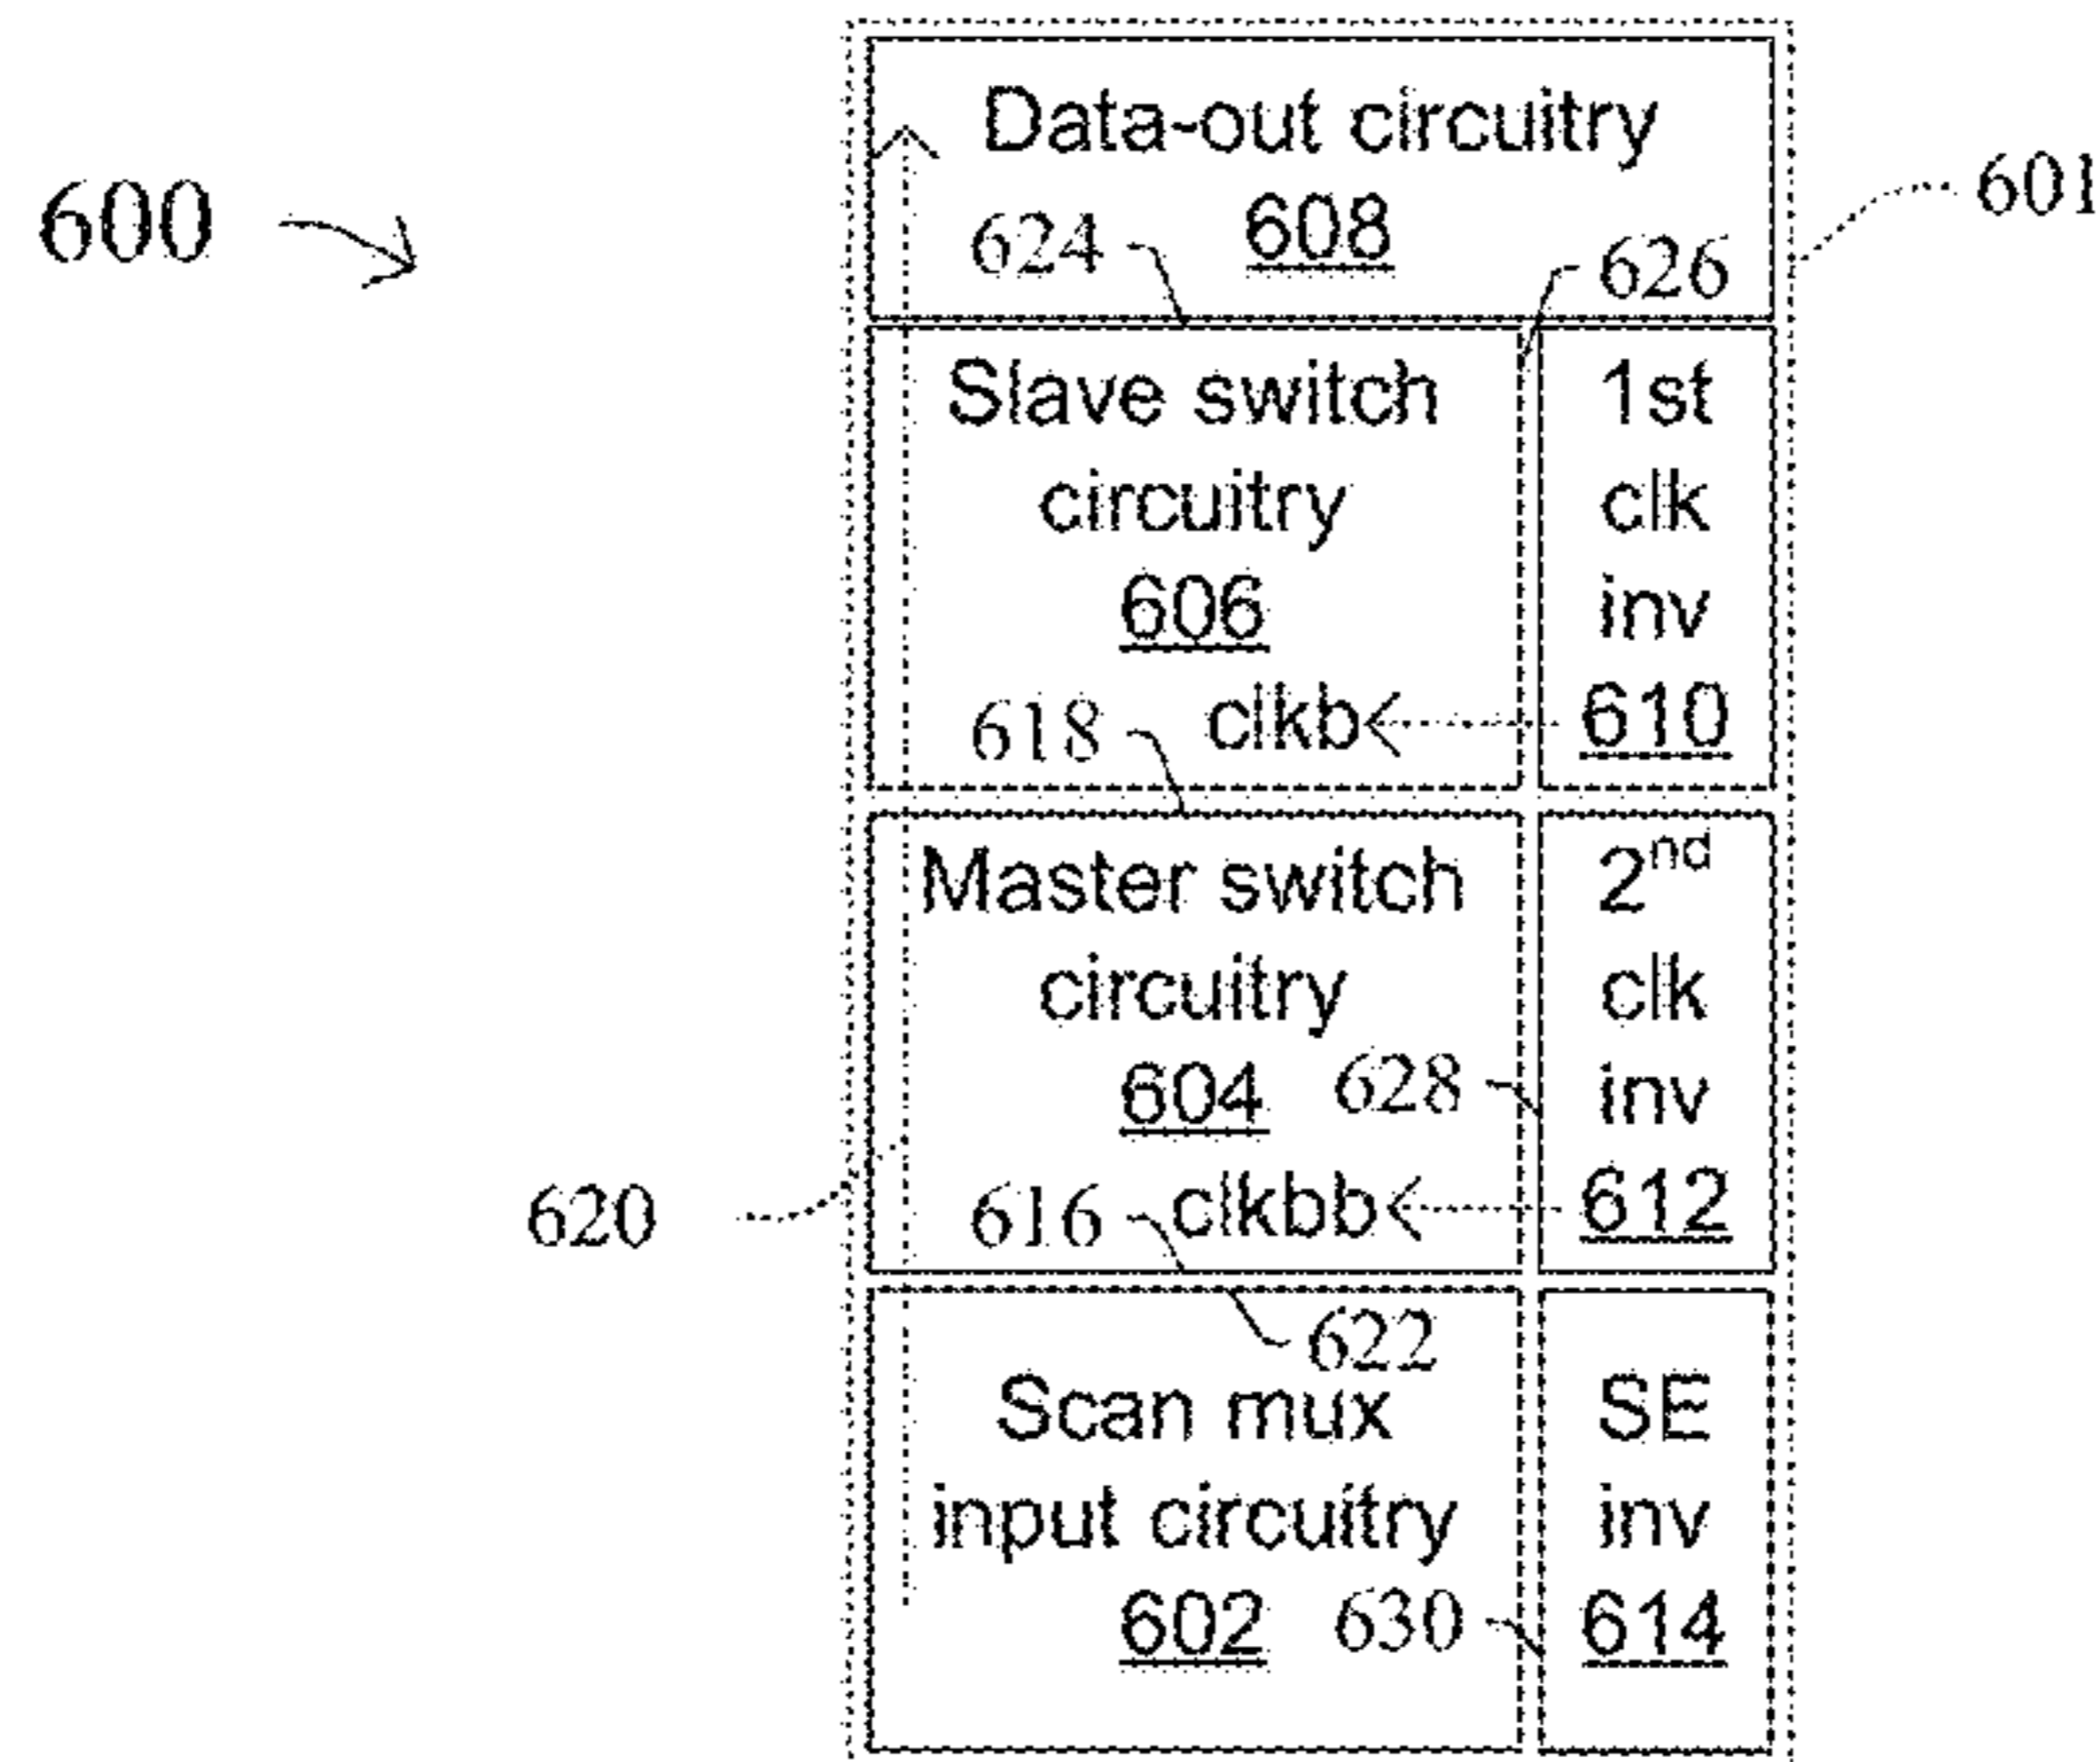 600
601
Data-out circuitry
608
624
626
Slave switch
circuitry
606
618
clkb
1st
clk
inv
610
Master switch
circuitry
604
628
616
clkbb
2nd
clk
inv
612
620
622
Scan mux
input circuitry
602
630
SE
inv
614